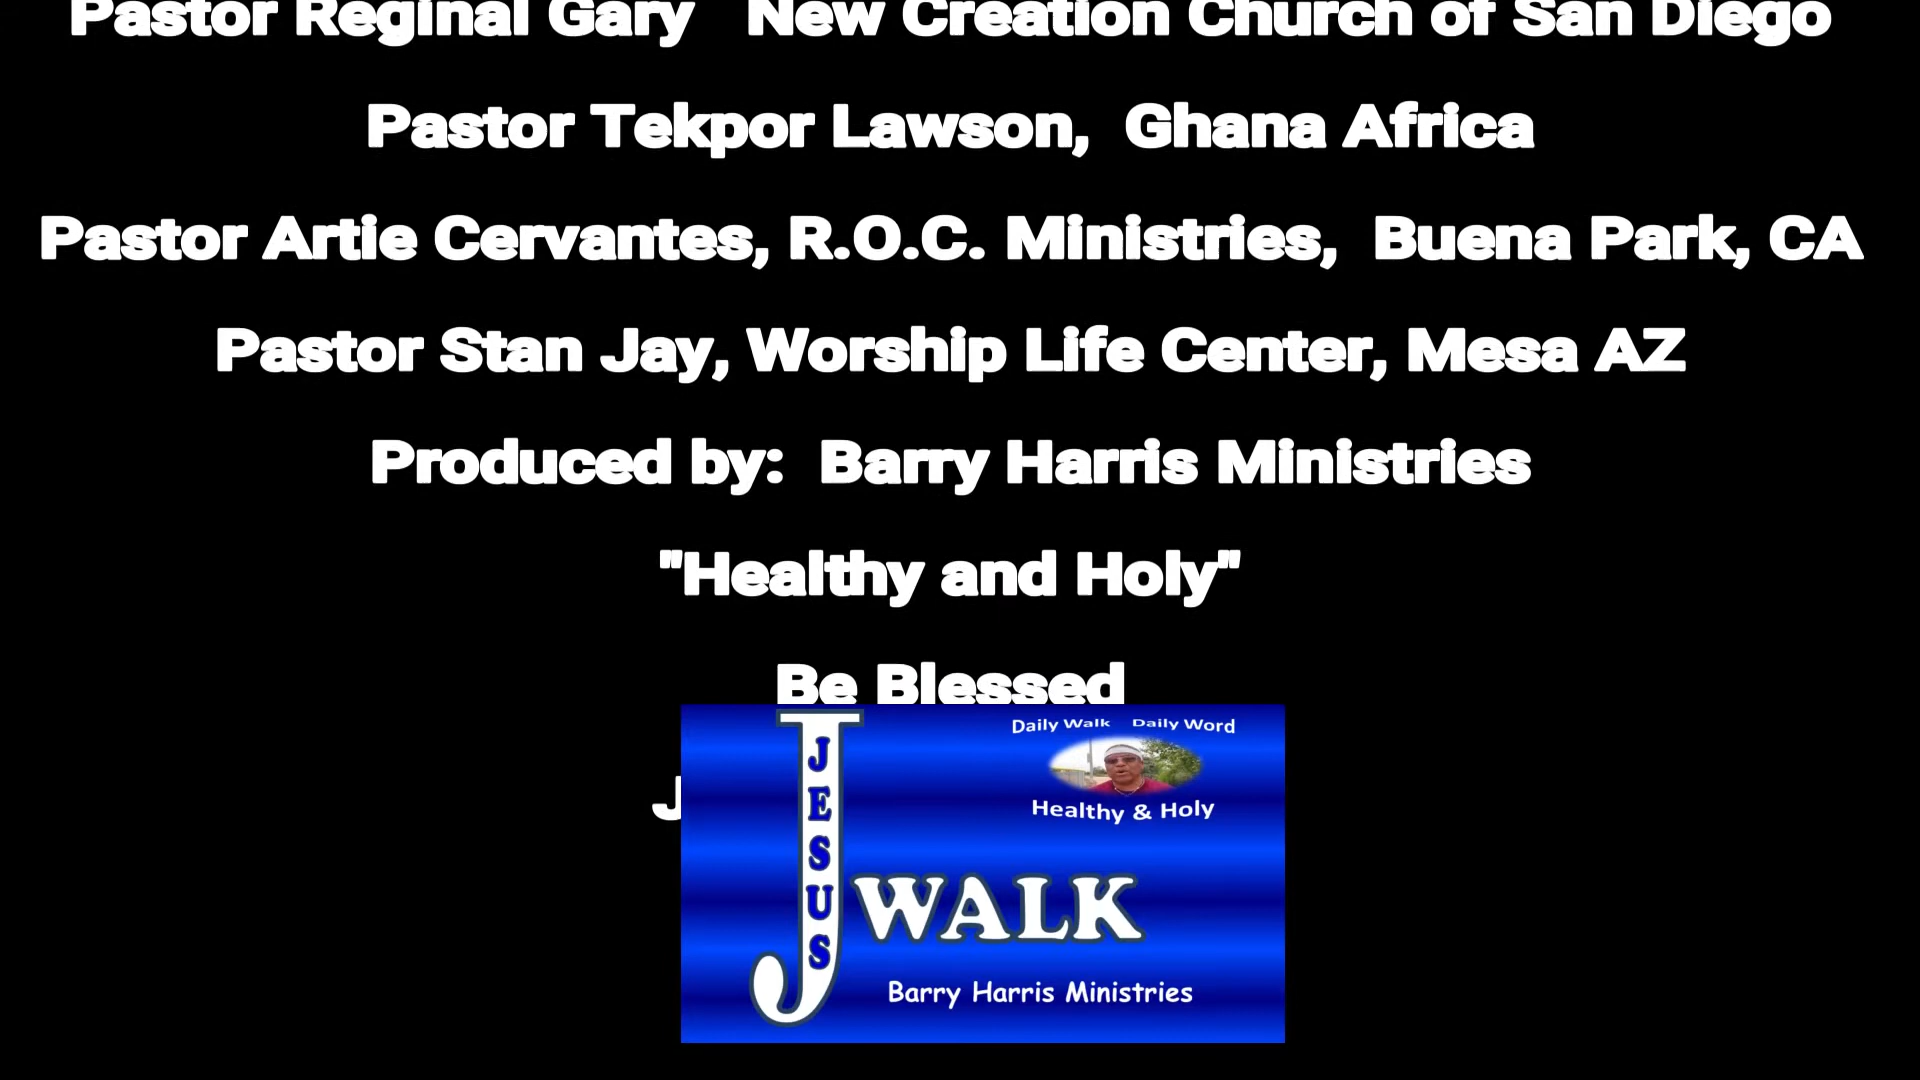 Pastor Reginal Gary New Creation Church of San Diego
Pastor Tekpor Lawson, Ghana Africa
Pastor Artie Cervantes, R.O.C. Ministries, Buena Park, CA
Pastor Stan Jay, Worship Life Center, Mesa AZ
Produced by: Barry Harris Ministries
"Healthy and Holy"
Be Blessed
Daily Walk Daily Word
Healthy & Holy
JESUS
J WALK
Barry Harris Ministries